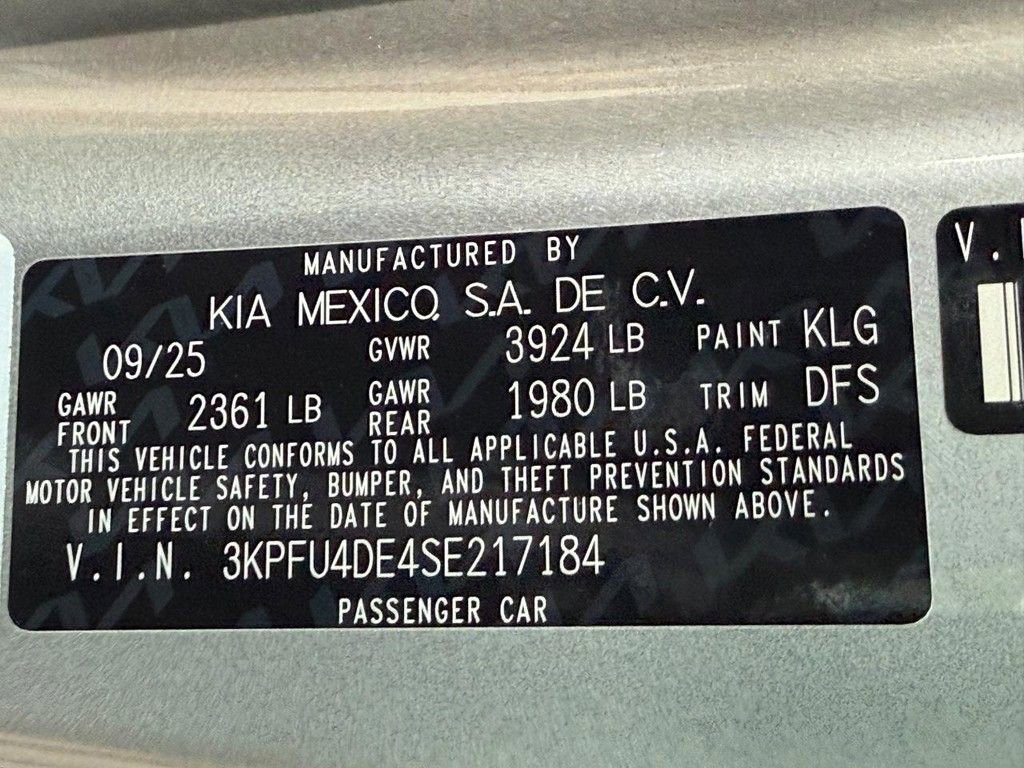 MANUFACTURED BY
KIA MEXICO, S.A. DE C.V.
09/25 GVWR 3924 LB PAINT KLG
GAWR FRONT 2361 LB GAWR REAR 1980 LB TRIM DFS
THIS VEHICLE CONFORMS TO ALL APPLICABLE U.S.A. FEDERAL
MOTOR VEHICLE SAFETY, BUMPER, AND THEFT PREVENTION STANDARDS
IN EFFECT ON THE DATE OF MANUFACTURE SHOWN ABOVE.
V.I.N. 3KPFU4DE4SE217184
PASSENGER CAR
V.